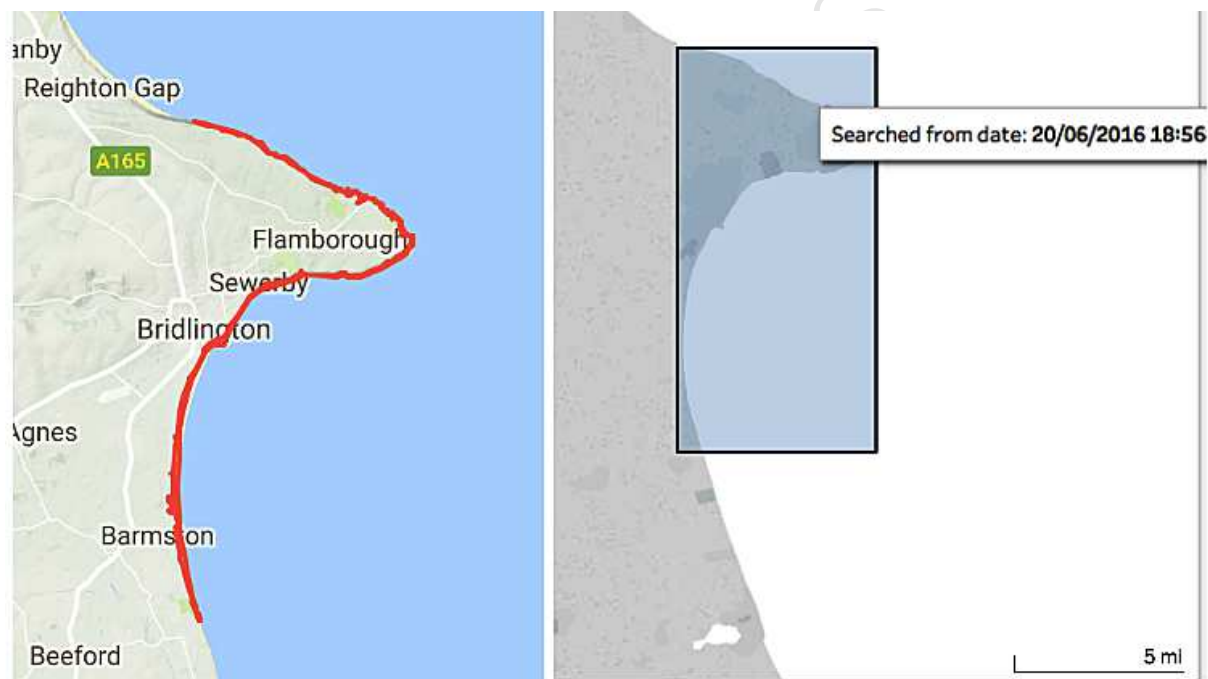 anby
Reighton Gap
A165
Flamborough
Sewerby
Bridlington
Agnes
Barmston
Beeford
Searched from date: 20/06/2016 18:56
5 mi